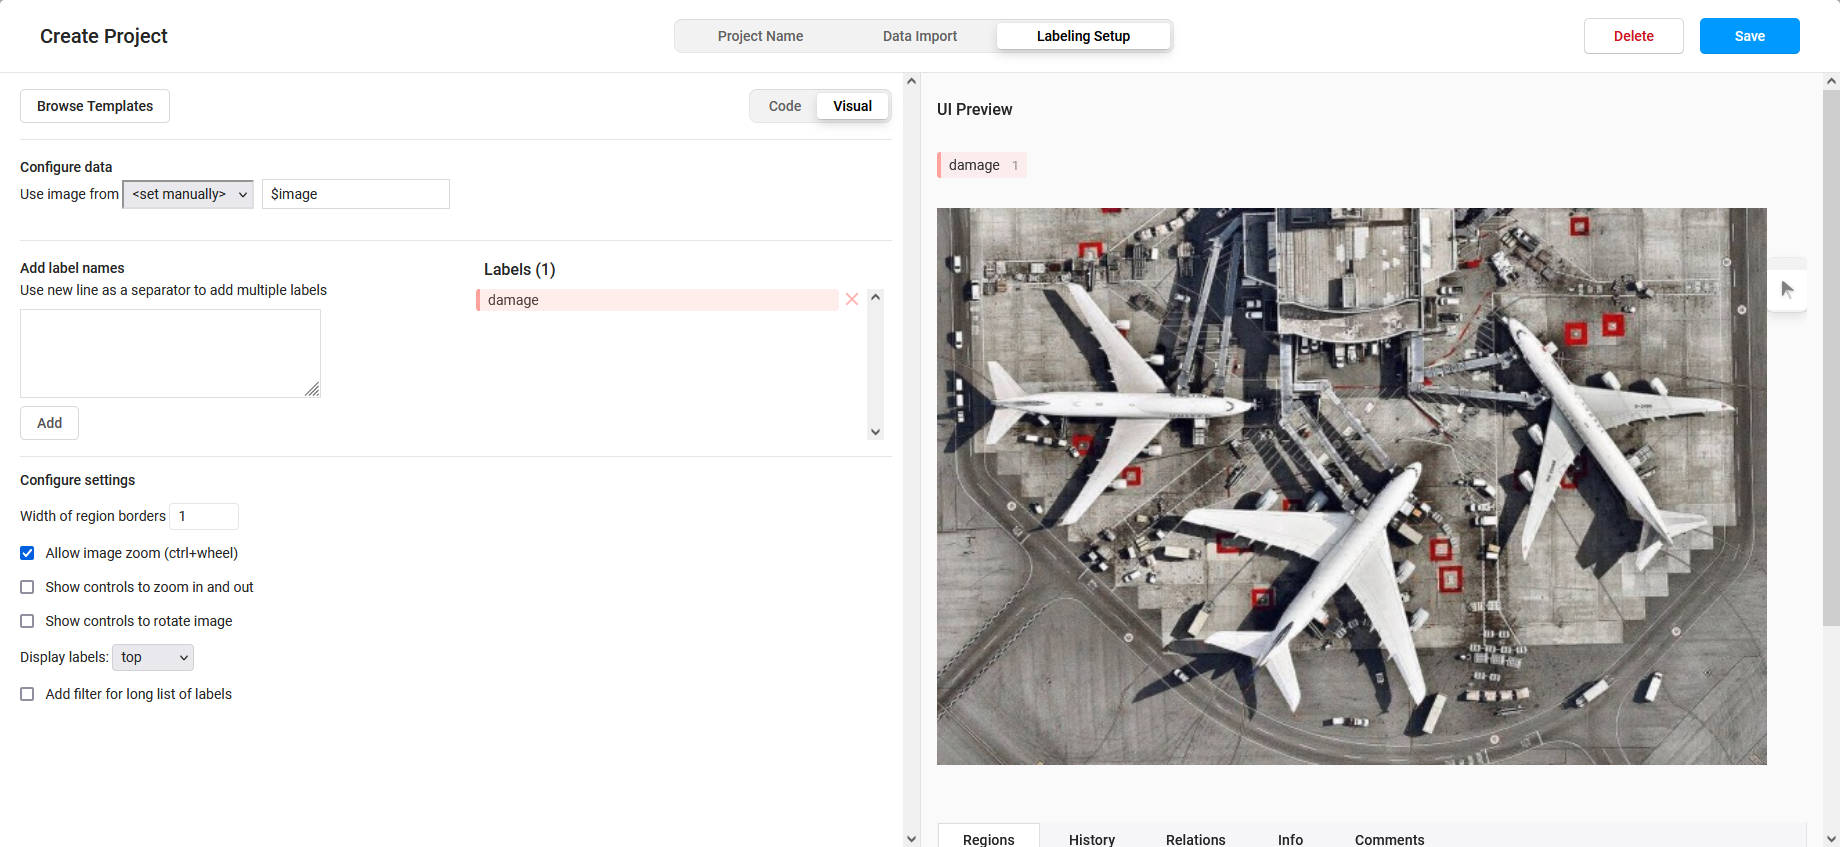 Create Project
Project Name
Data Import
Labeling Setup
Delete
Save
Browse Templates
Code
Visual
Configure data
Use image from
<set manually>
$image
Add label names
Use new line as a separator to add multiple labels
Add
Labels (1)
damage
Configure settings
Width of region borders
1
Allow image zoom (ctrl+wheel)
Show controls to zoom in and out
Show controls to rotate image
Display labels:
top
Add filter for long list of labels
UI Preview
damage 1
UNITED
Regions
History
Relations
Info
Comments